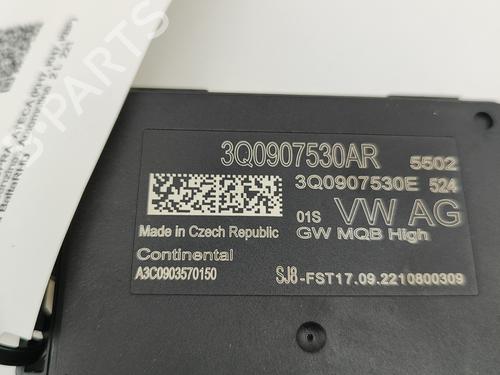 3Q0907530AR 5502
3Q0907530E 524
01S VW AG
GW MQB High
Made in Czech Republic
Continental
A3C0903570150
SJ8-FST17.09.2210800309
B-PARTS